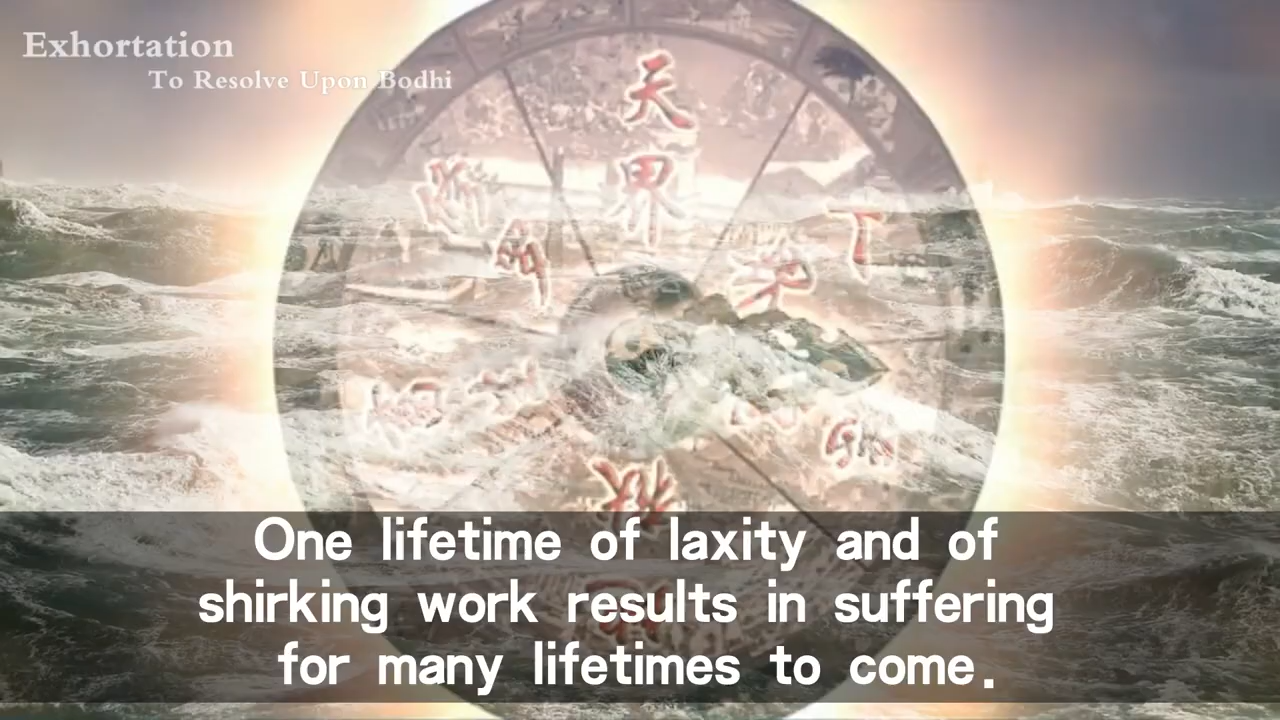 Exhortation
To Resolve Upon Bodhi
天
界
One lifetime of laxity and of
shirking work results in suffering
for many lifetimes to come.